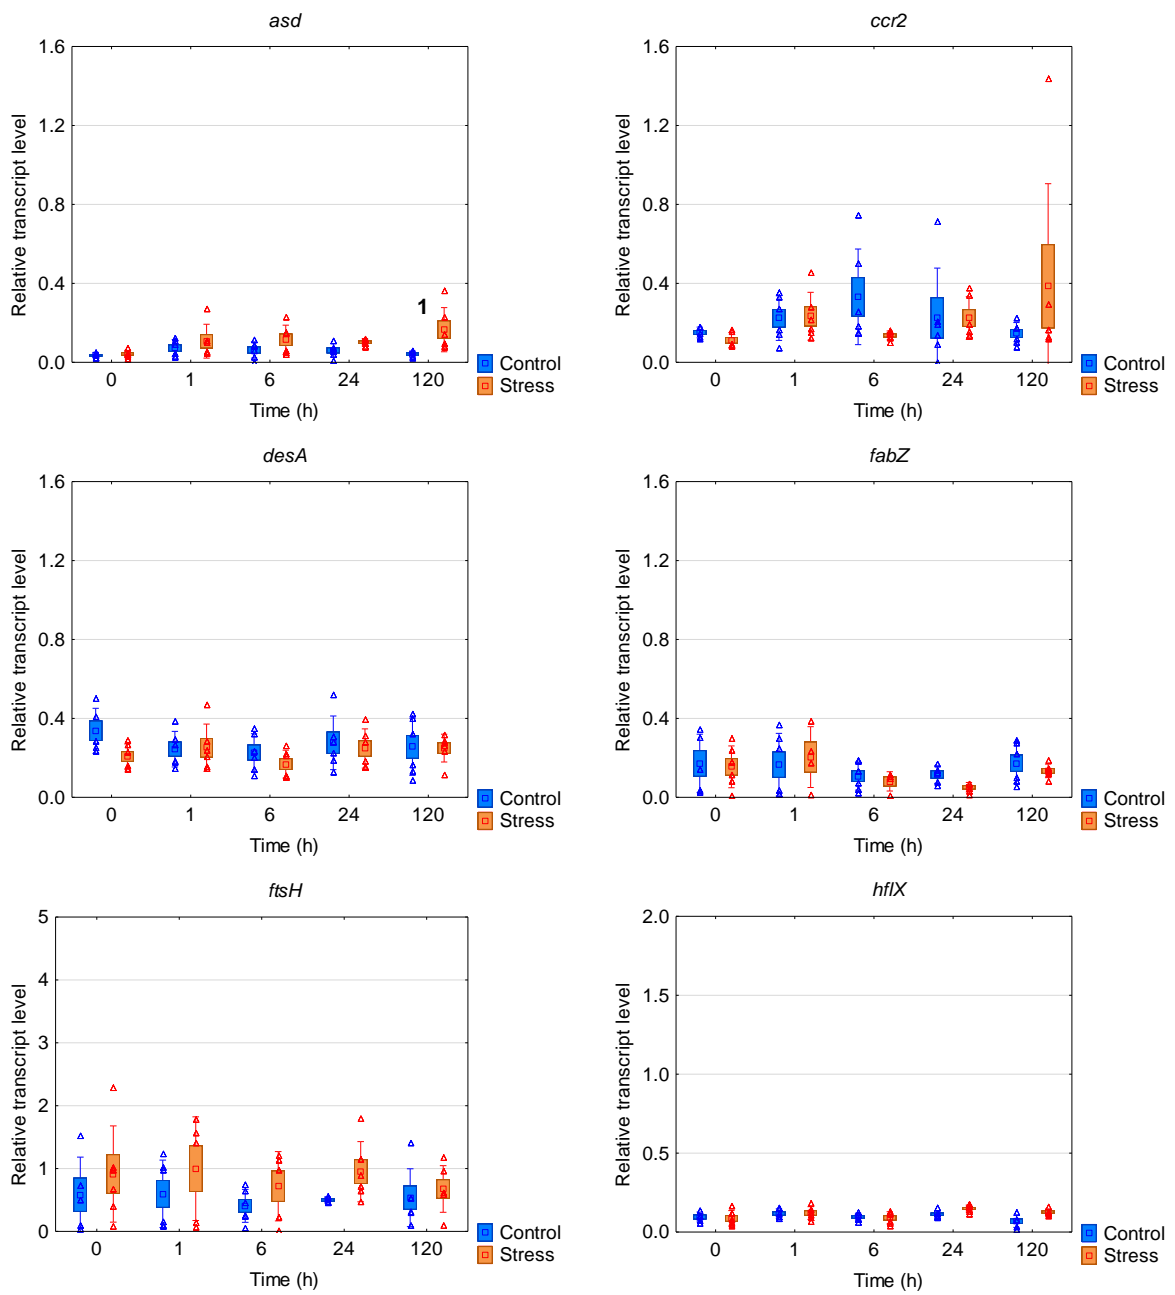 asd
Relative transcript level
1.6
1.2
0.8
0.4
0.0
1
0 1 6 24 120
Time (h)
Control
Stress
ccr2
Relative transcript level
1.6
1.2
0.8
0.4
0.0
0 1 6 24 120
Time (h)
Control
Stress
desA
Relative transcript level
1.6
1.2
0.8
0.4
0.0
0 1 6 24 120
Time (h)
Control
Stress
fabZ
Relative transcript level
1.6
1.2
0.8
0.4
0.0
0 1 6 24 120
Time (h)
Control
Stress
ftsH
Relative transcript level
5
4
3
2
1
0
0 1 6 24 120
Time (h)
Control
Stress
hflX
Relative transcript level
2.0
1.5
1.0
0.5
0.0
0 1 6 24 120
Time (h)
Control
Stress